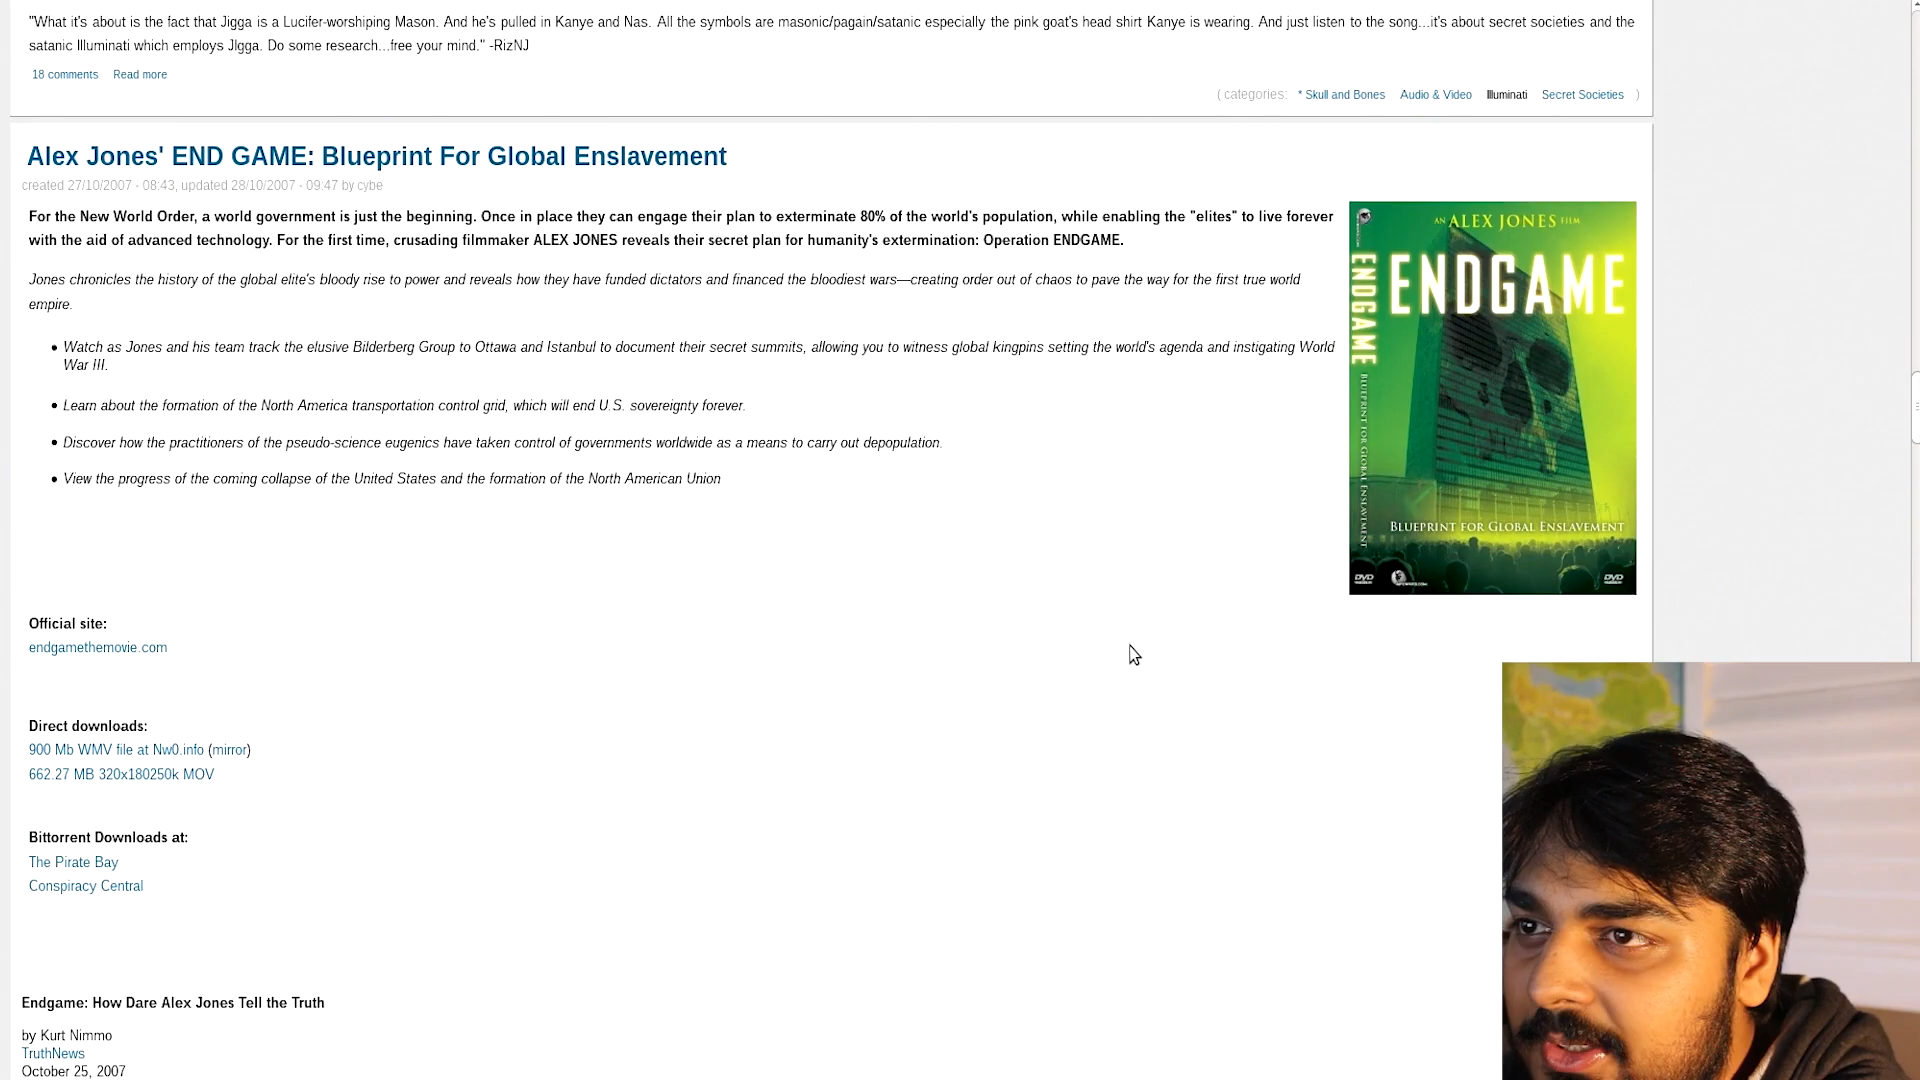 "What it's about is the fact that Jigga is a Lucifer-worshiping Mason. And he's pulled in Kanye and Nas. All the symbols are masonic/pagain/satanic especially the pink goat's head shirt Kanye is wearing. And just listen to the song...it's about secret societies and the
satanic Illuminati which employs JIgga. Do some research...free your mind." -RizNJ
18 comments Read more
( categories: * Skull and Bones Audio & Video Illuminati Secret Societies )
Alex Jones' END GAME: Blueprint For Global Enslavement
created 27/10/2007 - 08:43, updated 28/10/2007 - 09:47 by cybe
For the New World Order, a world government is just the beginning. Once in place they can engage their plan to exterminate 80% of the world's population, while enabling the "elites" to live forever
with the aid of advanced technology. For the first time, crusading filmmaker ALEX JONES reveals their secret plan for humanity's extermination: Operation ENDGAME.
Jones chronicles the history of the global elite's bloody rise to power and reveals how they have funded dictators and financed the bloodiest wars—creating order out of chaos to pave the way for the first true world
empire.
• Watch as Jones and his team track the elusive Bilderberg Group to Ottawa and Istanbul to document their secret summits, allowing you to witness global kingpins setting the world's agenda and instigating World
War III.
• Learn about the formation of the North America transportation control grid, which will end U.S. sovereignty forever.
• Discover how the practitioners of the pseudo-science eugenics have taken control of governments worldwide as a means to carry out depopulation.
• View the progress of the coming collapse of the United States and the formation of the North American Union
AN ALEX JONES FILM
ENDGAME
BLUEPRINT FOR GLOBAL ENSLAVEMENT
ENDGAME
BLUEPRINT FOR GLOBAL ENSLAVEMENT
DVD
DVD
Official site:
endgamethemovie.com
Direct downloads:
900 Mb WMV file at Nw0.info (mirror)
662.27 MB 320x180250k MOV
Bittorrent Downloads at:
The Pirate Bay
Conspiracy Central
Endgame: How Dare Alex Jones Tell the Truth
by Kurt Nimmo
TruthNews
October 25, 2007